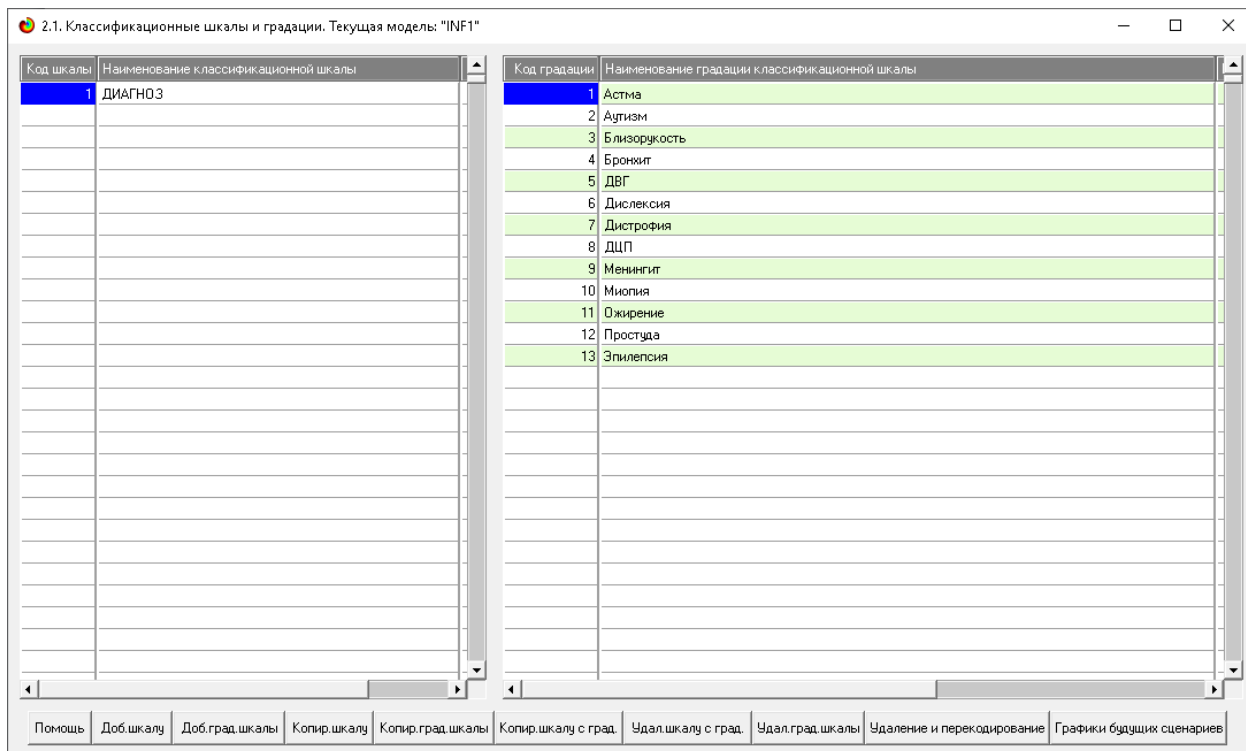 2.1. Классификационные шкалы и градации. Текущая модель: "INF1"
Код шкалы Наименование классификационной шкалы
1 ДИАГНОЗ
Код градации Наименование градации классификационной шкалы
1 Астма
2 Аутизм
3 Близорукость
4 Бронхит
5 ДВГ
6 Дислексия
7 Дистрофия
8 ДЦП
9 Менингит
10 Миопия
11 Ожирение
12 Простуда
13 Эпилепсия
Помощь Доб.шкалу Доб.град.шкалы Копир.шкалу Копир.град.шкалы Копир.шкалу с град. Удал.шкалу с град. Удал.град.шкалы Удаление и перекодирование Графики будущих сценариев